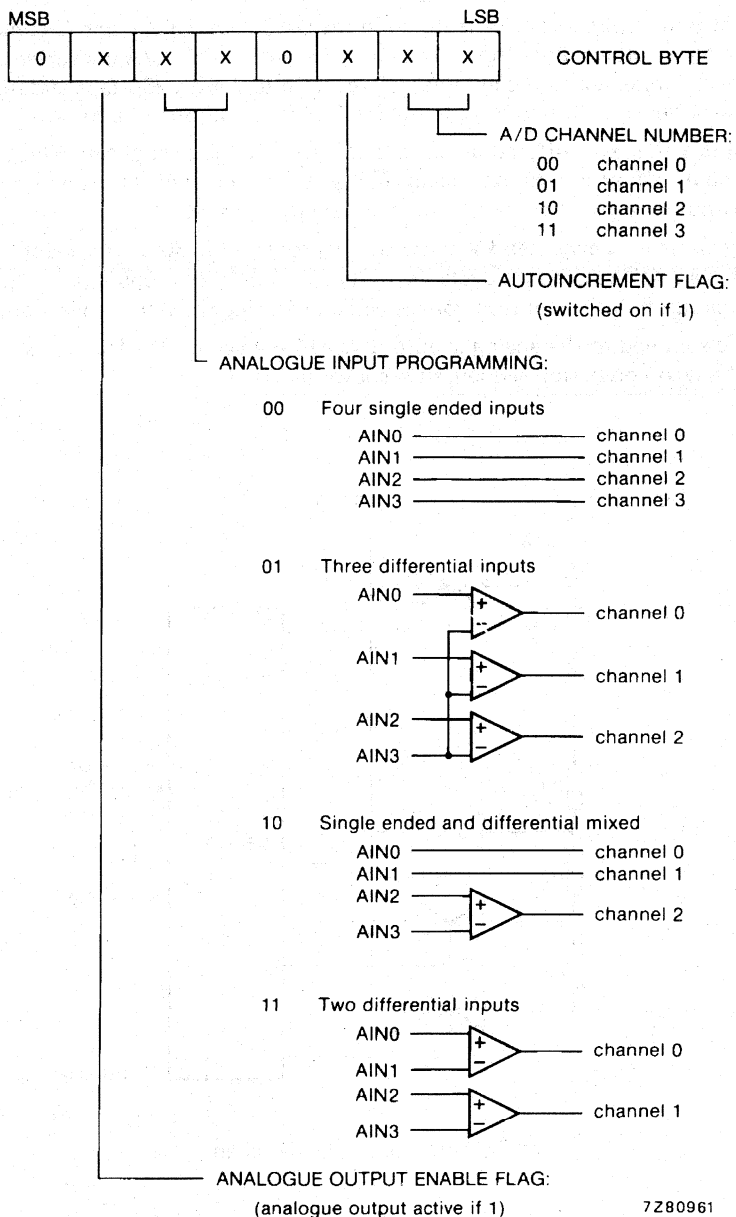 MSB LSB
0 X X X 0 X X X CONTROL BYTE
A/D CHANNEL NUMBER:
00 channel 0
01 channel 1
10 channel 2
11 channel 3
AUTOINCREMENT FLAG:
(switched on if 1)
ANALOGUE INPUT PROGRAMMING:
00 Four single ended inputs
AIN0 channel 0
AIN1 channel 1
AIN2 channel 2
AIN3 channel 3
01 Three differential inputs
AIN0 + − channel 0
AIN1 + − channel 1
AIN2 + − channel 2
AIN3
10 Single ended and differential mixed
AIN0 channel 0
AIN1 channel 1
AIN2 + − channel 2
AIN3
11 Two differential inputs
AIN0 + − channel 0
AIN1
AIN2 + − channel 1
AIN3
ANALOGUE OUTPUT ENABLE FLAG:
(analogue output active if 1) 7Z80961